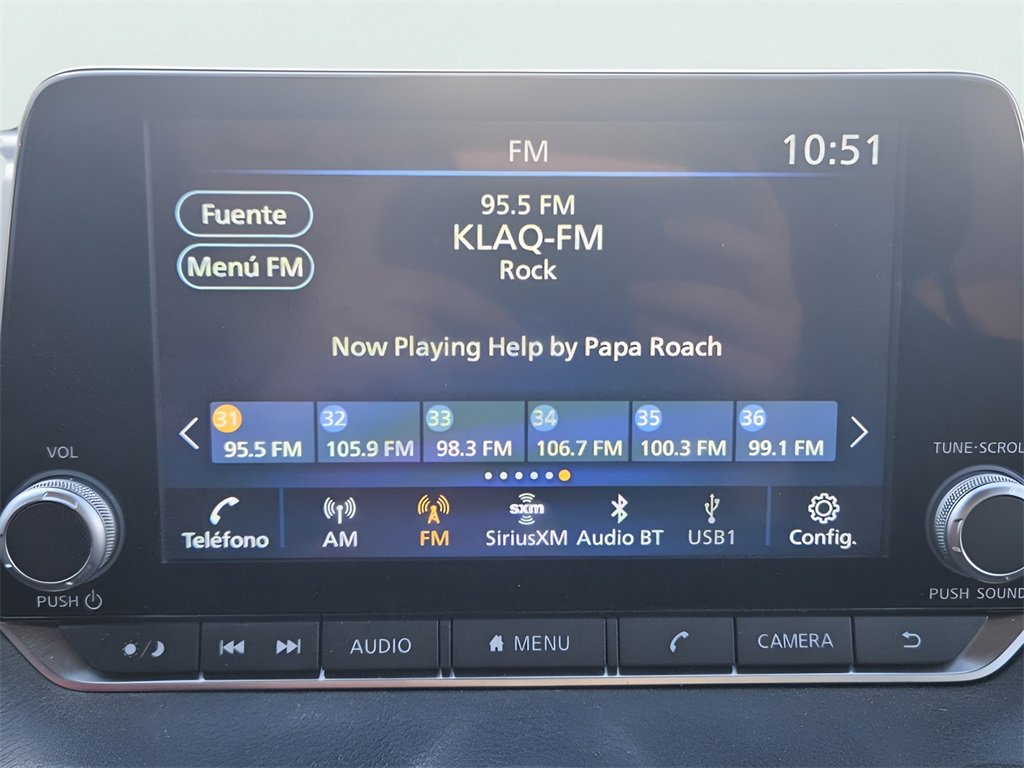 FM
10:51
Fuente
95.5 FM
KLAQ-FM
Menú FM
Rock
Now Playing Help by Papa Roach
31 32 33 34 35 36
95.5 FM 105.9 FM 98.3 FM 106.7 FM 100.3 FM 99.1 FM
VOL
TUNE·SCROL
sxm
Teléfono AM FM SiriusXM Audio BT USB1 Config.
PUSH
PUSH SOUND
AUDIO MENU CAMERA